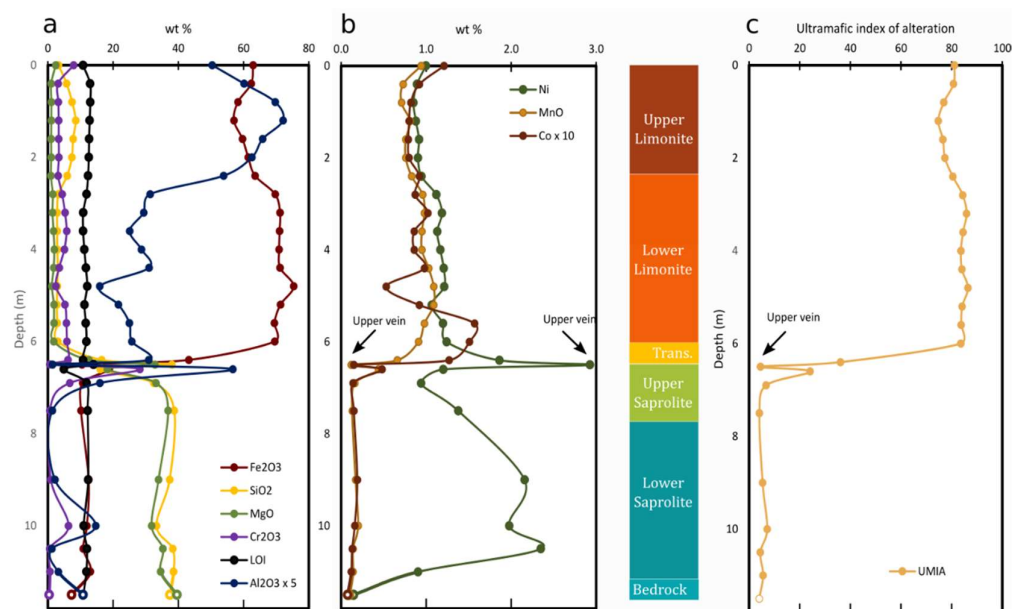 a
wt %
0 20 40 60 80
0
2
4
6
8
10
Depth (m)
Upper vein
Fe2O3
SiO2
MgO
Cr2O3
LOI
Al2O3 x 5
b
wt %
0.0 1.0 2.0 3.0
0
2
4
6
8
10
Ni
MnO
Co x 10
Upper vein
Upper
Limonite
Lower
Limonite
Trans.
Upper
Saprolite
Lower
Saprolite
Bedrock
c
Ultramafic index of alteration
0 20 40 60 80 100
0
2
4
6
8
10
Depth (m)
Upper vein
UMIA